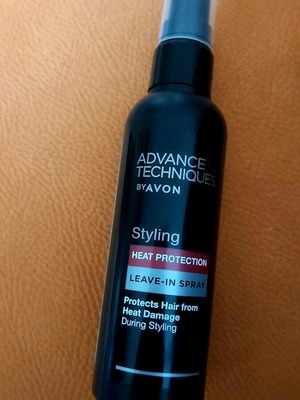 ADVANCE
TECHNIQUES
BY AVON
Styling
HEAT PROTECTION
LEAVE-IN SPRAY
Protects Hair from
Heat Damage
During Styling